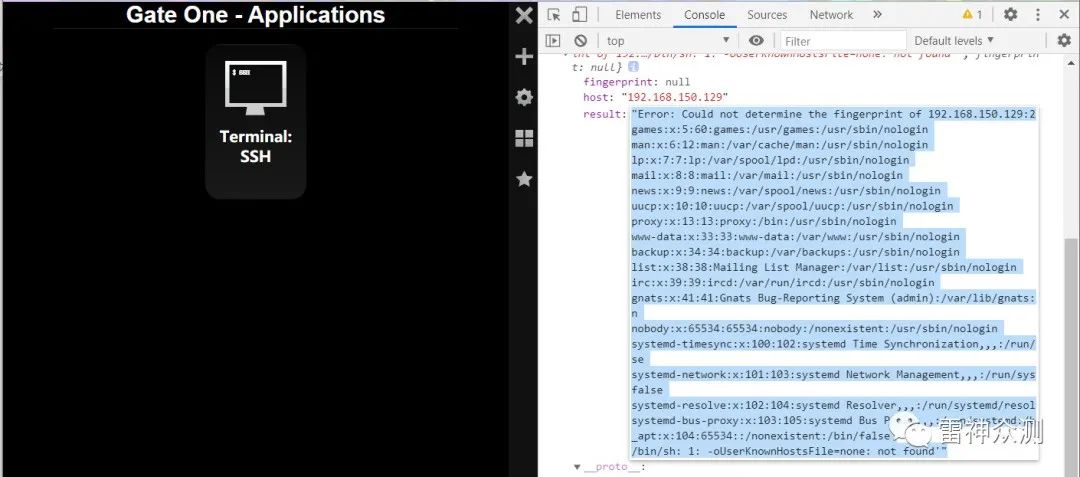 Gate One - Applications
$ SSH
Terminal:
SSH
Elements Console Sources Network » 1
top Filter Default levels
int of 192.../bin/sh: 1: -oUserKnownHostsFile=none: not found'", fingerprin
t: null}
fingerprint: null
host: "192.168.150.129"
result: "Error: Could not determine the fingerprint of 192.168.150.129:2
games:x:5:60:games:/usr/games:/usr/sbin/nologin
man:x:6:12:man:/var/cache/man:/usr/sbin/nologin
lp:x:7:7:lp:/var/spool/lpd:/usr/sbin/nologin
mail:x:8:8:mail:/var/mail:/usr/sbin/nologin
news:x:9:9:news:/var/spool/news:/usr/sbin/nologin
uucp:x:10:10:uucp:/var/spool/uucp:/usr/sbin/nologin
proxy:x:13:13:proxy:/bin:/usr/sbin/nologin
www-data:x:33:33:www-data:/var/www:/usr/sbin/nologin
backup:x:34:34:backup:/var/backups:/usr/sbin/nologin
list:x:38:38:Mailing List Manager:/var/list:/usr/sbin/nologin
irc:x:39:39:ircd:/var/run/ircd:/usr/sbin/nologin
gnats:x:41:41:Gnats Bug-Reporting System (admin):/var/lib/gnats:
n
nobody:x:65534:65534:nobody:/nonexistent:/usr/sbin/nologin
systemd-timesync:x:100:102:systemd Time Synchronization,,,:/run/
se
systemd-network:x:101:103:systemd Network Management,,,:/run/sys
false
systemd-resolve:x:102:104:systemd Resolver,,,:/run/systemd/resol
systemd-bus-proxy:x:103:105:systemd Bus
_apt:x:104:65534::/nonexistent:/bin/false
/bin/sh: 1: -oUserKnownHostsFile=none: not found'"
__proto__:
雷神众测